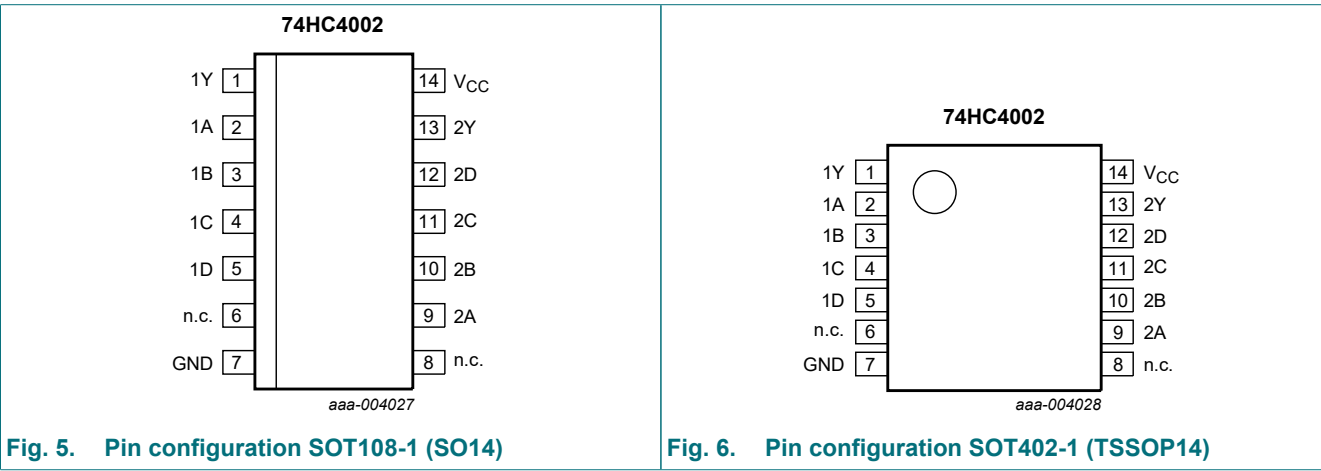 74HC4002
1Y 1 14 VCC
1A 2 13 2Y
1B 3 12 2D
1C 4 11 2C
1D 5 10 2B
n.c. 6 9 2A
GND 7 8 n.c.
aaa-004027
Fig. 5. Pin configuration SOT108-1 (SO14)
74HC4002
1Y 1 14 VCC
1A 2 13 2Y
1B 3 12 2D
1C 4 11 2C
1D 5 10 2B
n.c. 6 9 2A
GND 7 8 n.c.
aaa-004028
Fig. 6. Pin configuration SOT402-1 (TSSOP14)